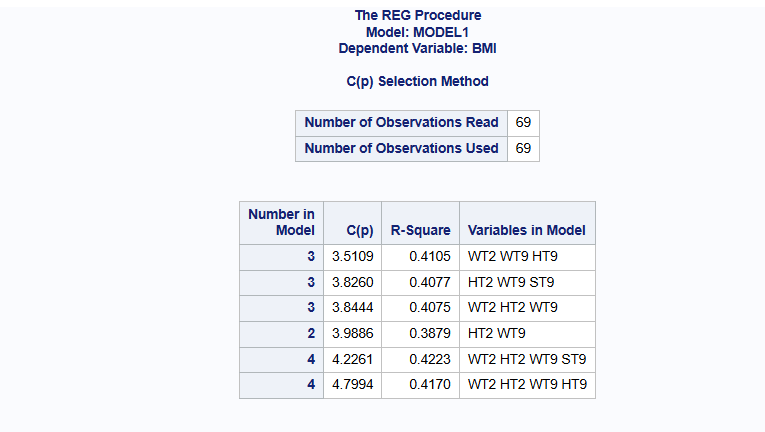 The REG Procedure
Model: MODEL1
Dependent Variable: BMI
C(p) Selection Method
Number of Observations Read 69
Number of Observations Used 69
Number in
Model C(p) R-Square Variables in Model
3 3.5109 0.4105 WT2 WT9 HT9
3 3.8260 0.4077 HT2 WT9 ST9
3 3.8444 0.4075 WT2 HT2 WT9
2 3.9886 0.3879 HT2 WT9
4 4.2261 0.4223 WT2 HT2 WT9 ST9
4 4.7994 0.4170 WT2 HT2 WT9 HT9